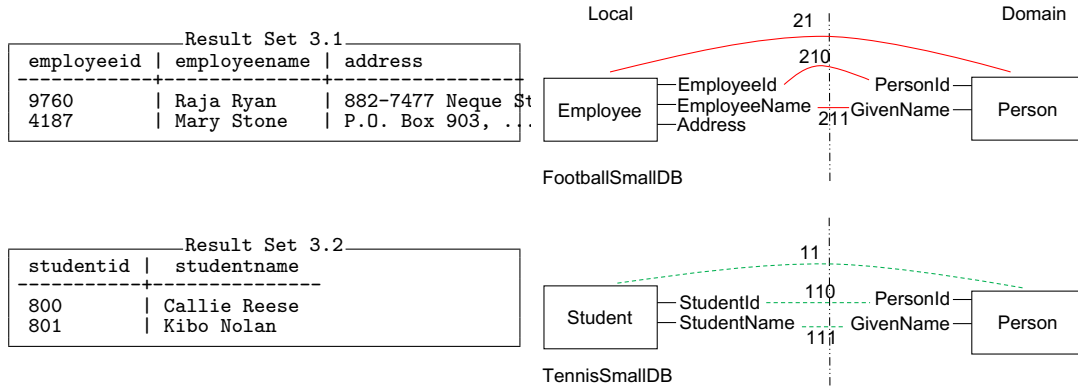 Result Set 3.1
employeeid | employeename | address
9760 | Raja Ryan | 882-7477 Neque St
4187 | Mary Stone | P.O. Box 903, ...
Local
Domain
21
210
Employee
EmployeeId
EmployeeName
Address
211
PersonId
GivenName
Person
FootballSmallDB
Result Set 3.2
studentid | studentname
800 | Callie Reese
801 | Kibo Nolan
11
110
Student
StudentId
StudentName
111
PersonId
GivenName
Person
TennisSmallDB